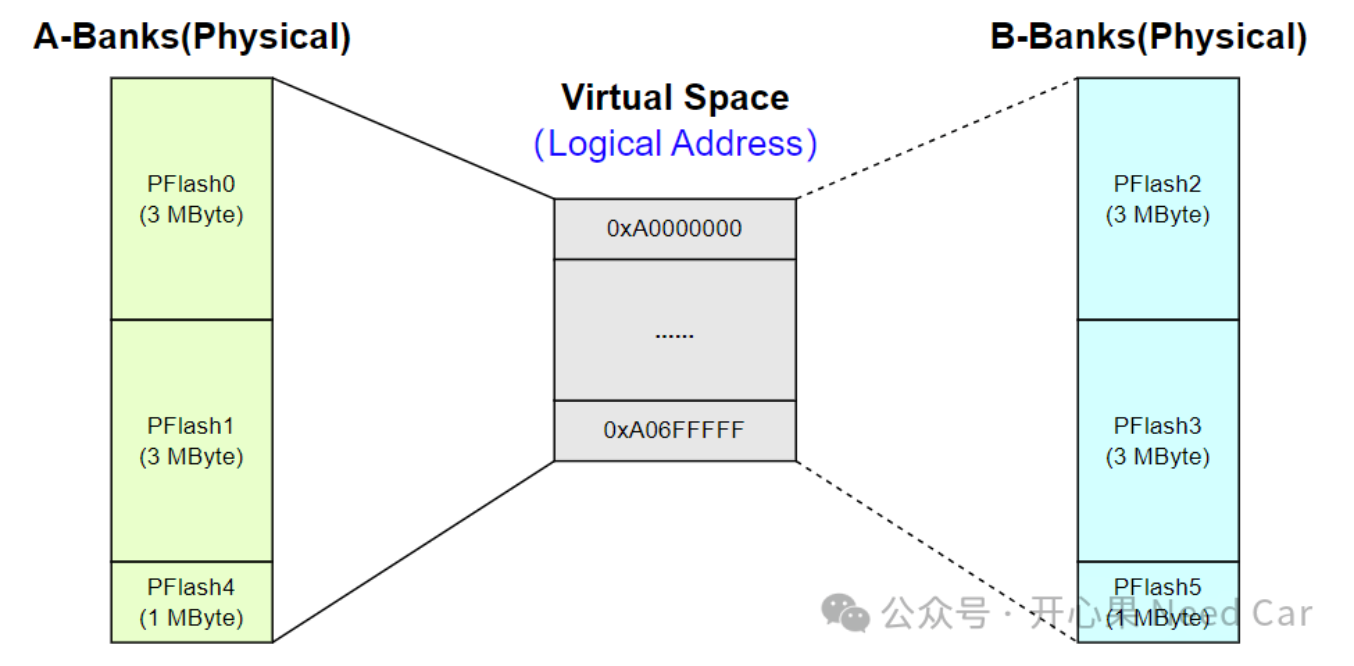 A-Banks(Physical)
PFlash0
(3 MByte)
PFlash1
(3 MByte)
PFlash4
(1 MByte)
Virtual Space
(Logical Address)
0xA0000000
......
0xA06FFFFF
B-Banks(Physical)
PFlash2
(3 MByte)
PFlash3
(3 MByte)
PFlash5
(1 MByte)
公众号 · 开心果 Need Car